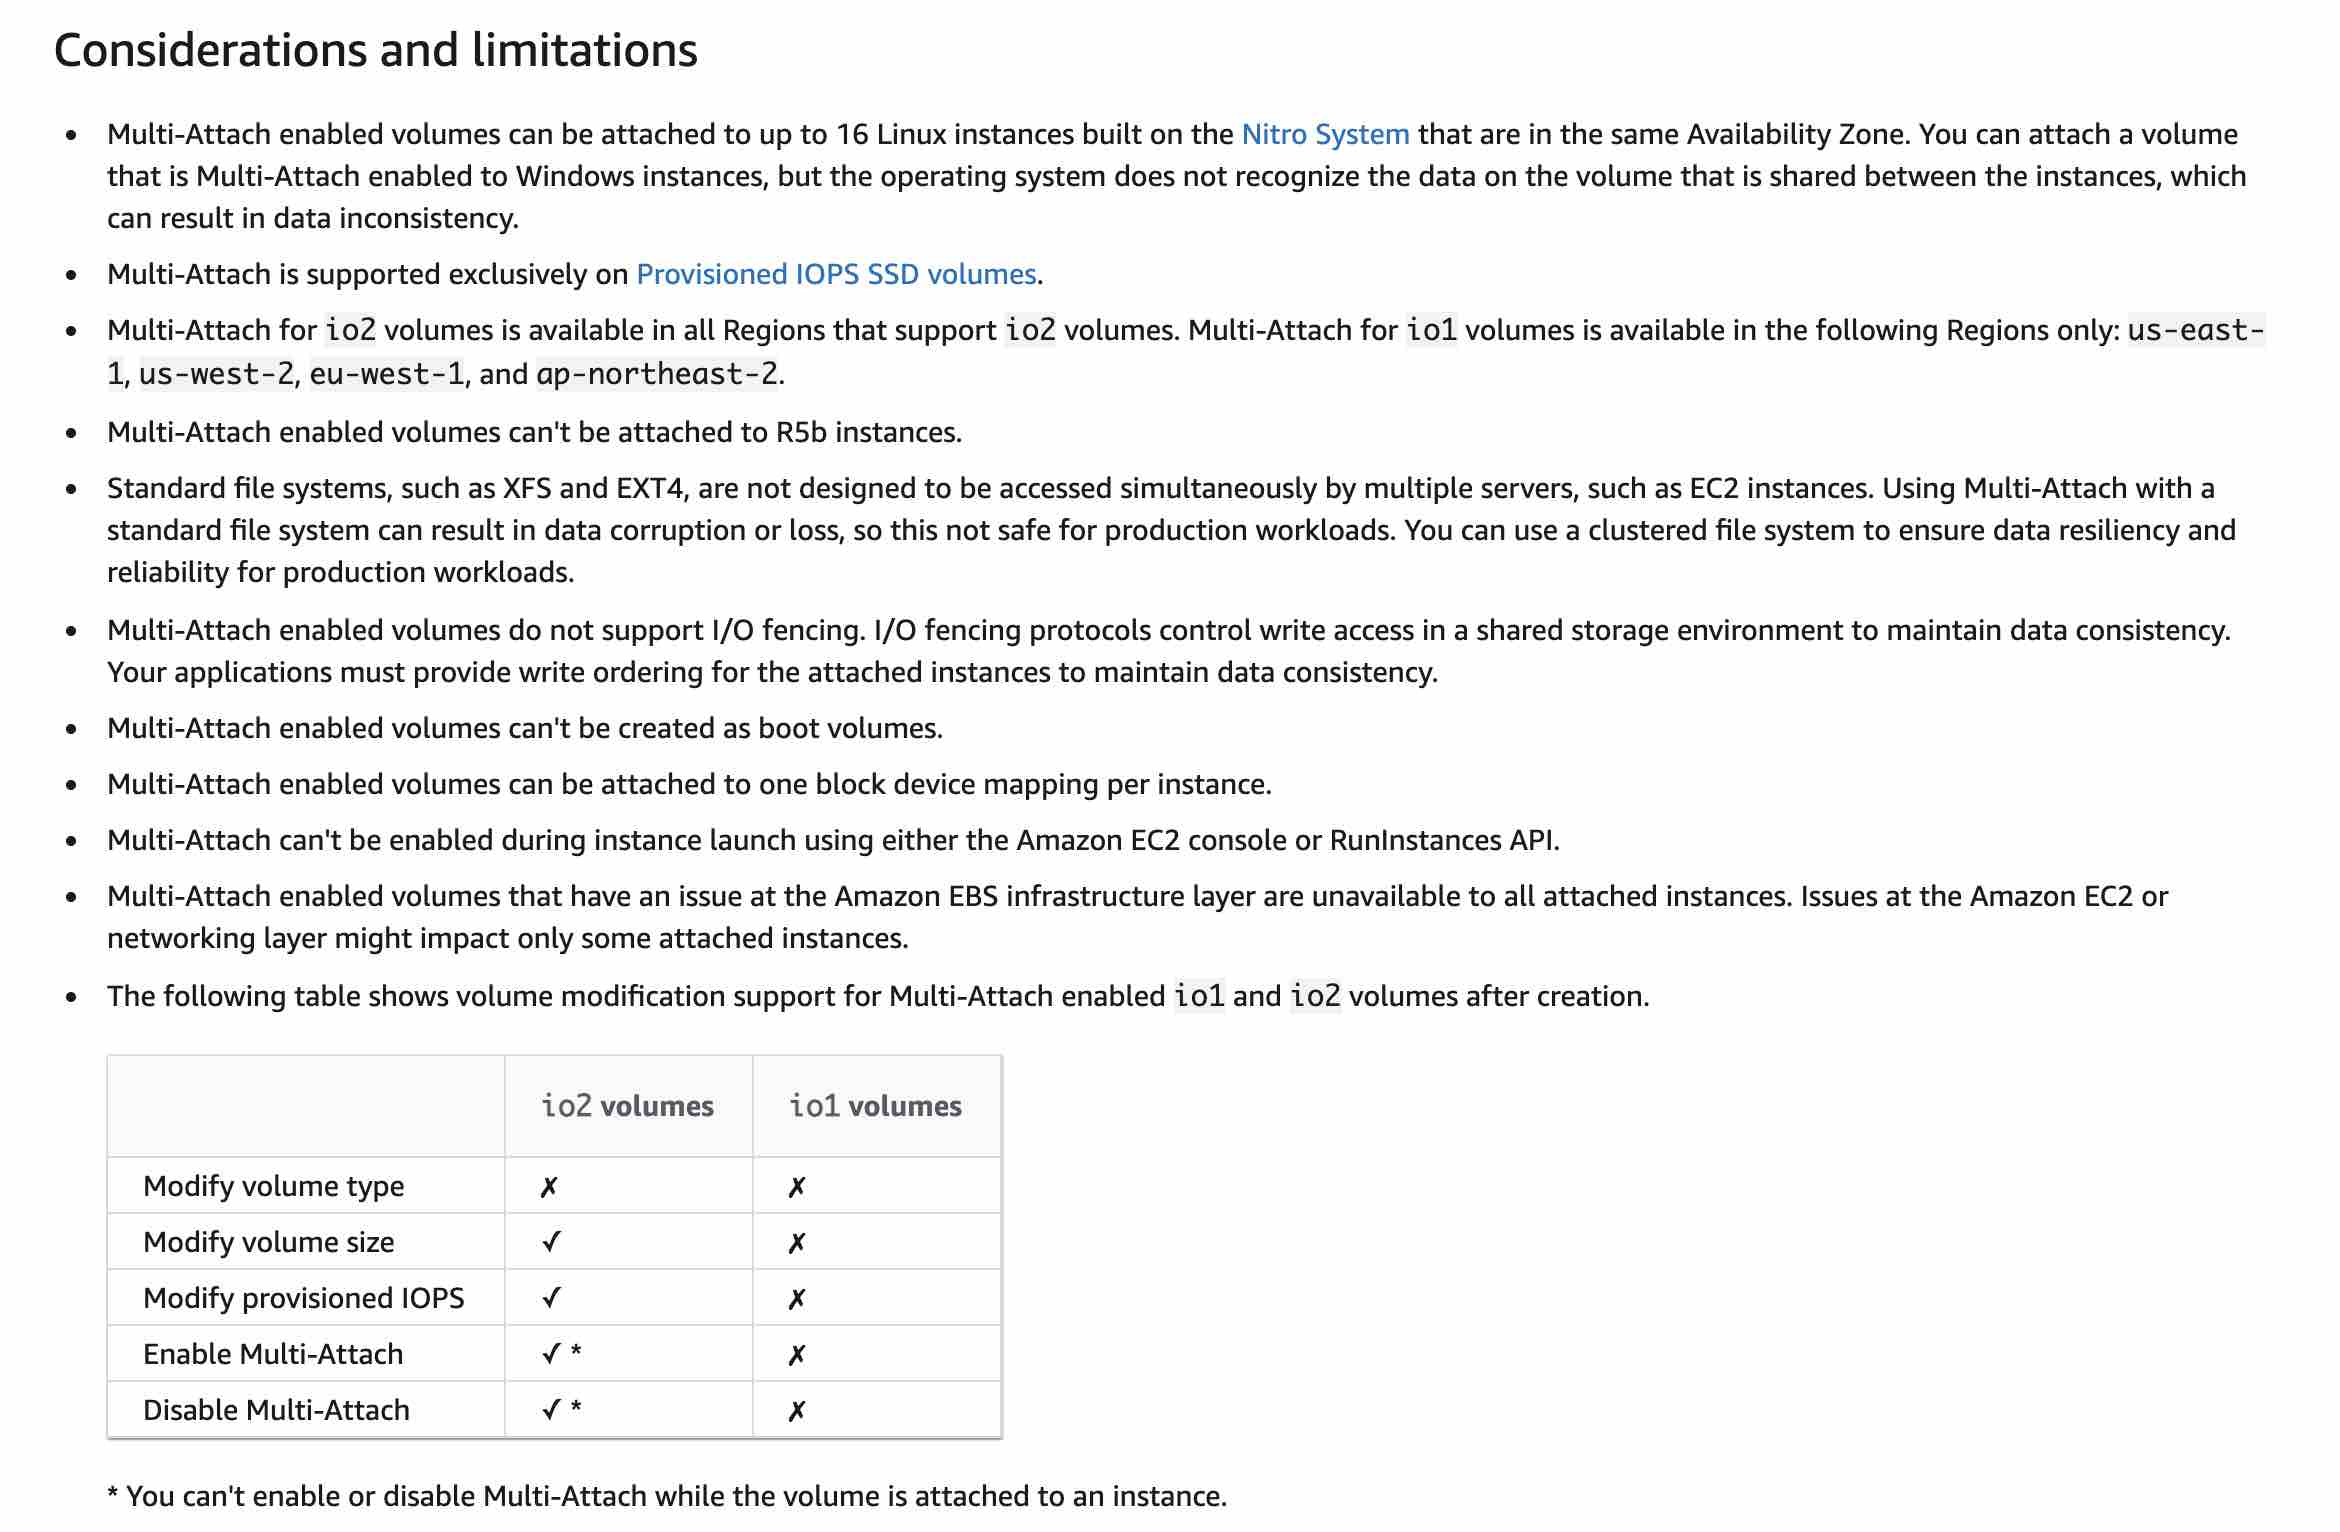 Considerations and limitations
• Multi-Attach enabled volumes can be attached to up to 16 Linux instances built on the Nitro System that are in the same Availability Zone. You can attach a volume
that is Multi-Attach enabled to Windows instances, but the operating system does not recognize the data on the volume that is shared between the instances, which
can result in data inconsistency.
• Multi-Attach is supported exclusively on Provisioned IOPS SSD volumes.
• Multi-Attach for io2 volumes is available in all Regions that support io2 volumes. Multi-Attach for io1 volumes is available in the following Regions only: us-east-
1, us-west-2, eu-west-1, and ap-northeast-2.
• Multi-Attach enabled volumes can't be attached to R5b instances.
• Standard file systems, such as XFS and EXT4, are not designed to be accessed simultaneously by multiple servers, such as EC2 instances. Using Multi-Attach with a
standard file system can result in data corruption or loss, so this not safe for production workloads. You can use a clustered file system to ensure data resiliency and
reliability for production workloads.
• Multi-Attach enabled volumes do not support I/O fencing. I/O fencing protocols control write access in a shared storage environment to maintain data consistency.
Your applications must provide write ordering for the attached instances to maintain data consistency.
• Multi-Attach enabled volumes can't be created as boot volumes.
• Multi-Attach enabled volumes can be attached to one block device mapping per instance.
• Multi-Attach can't be enabled during instance launch using either the Amazon EC2 console or RunInstances API.
• Multi-Attach enabled volumes that have an issue at the Amazon EBS infrastructure layer are unavailable to all attached instances. Issues at the Amazon EC2 or
networking layer might impact only some attached instances.
• The following table shows volume modification support for Multi-Attach enabled io1 and io2 volumes after creation.
io2 volumes io1 volumes
Modify volume type ✗ ✗
Modify volume size ✓ ✗
Modify provisioned IOPS ✓ ✗
Enable Multi-Attach ✓ * ✗
Disable Multi-Attach ✓ * ✗
* You can't enable or disable Multi-Attach while the volume is attached to an instance.